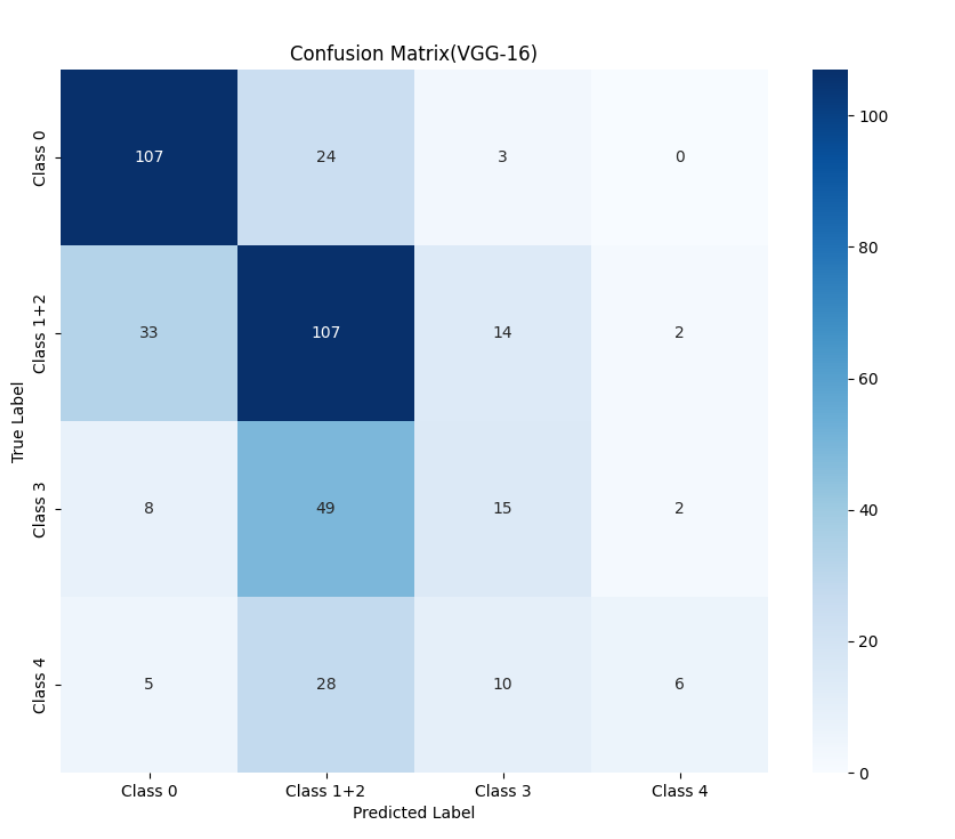 Confusion Matrix(VGG-16)
True Label
Class 0
107
24
3
0
Class 1+2
33
107
14
2
Class 3
8
49
15
2
Class 4
5
28
10
6
Class 0
Class 1+2
Class 3
Class 4
Predicted Label
100
80
60
40
20
0